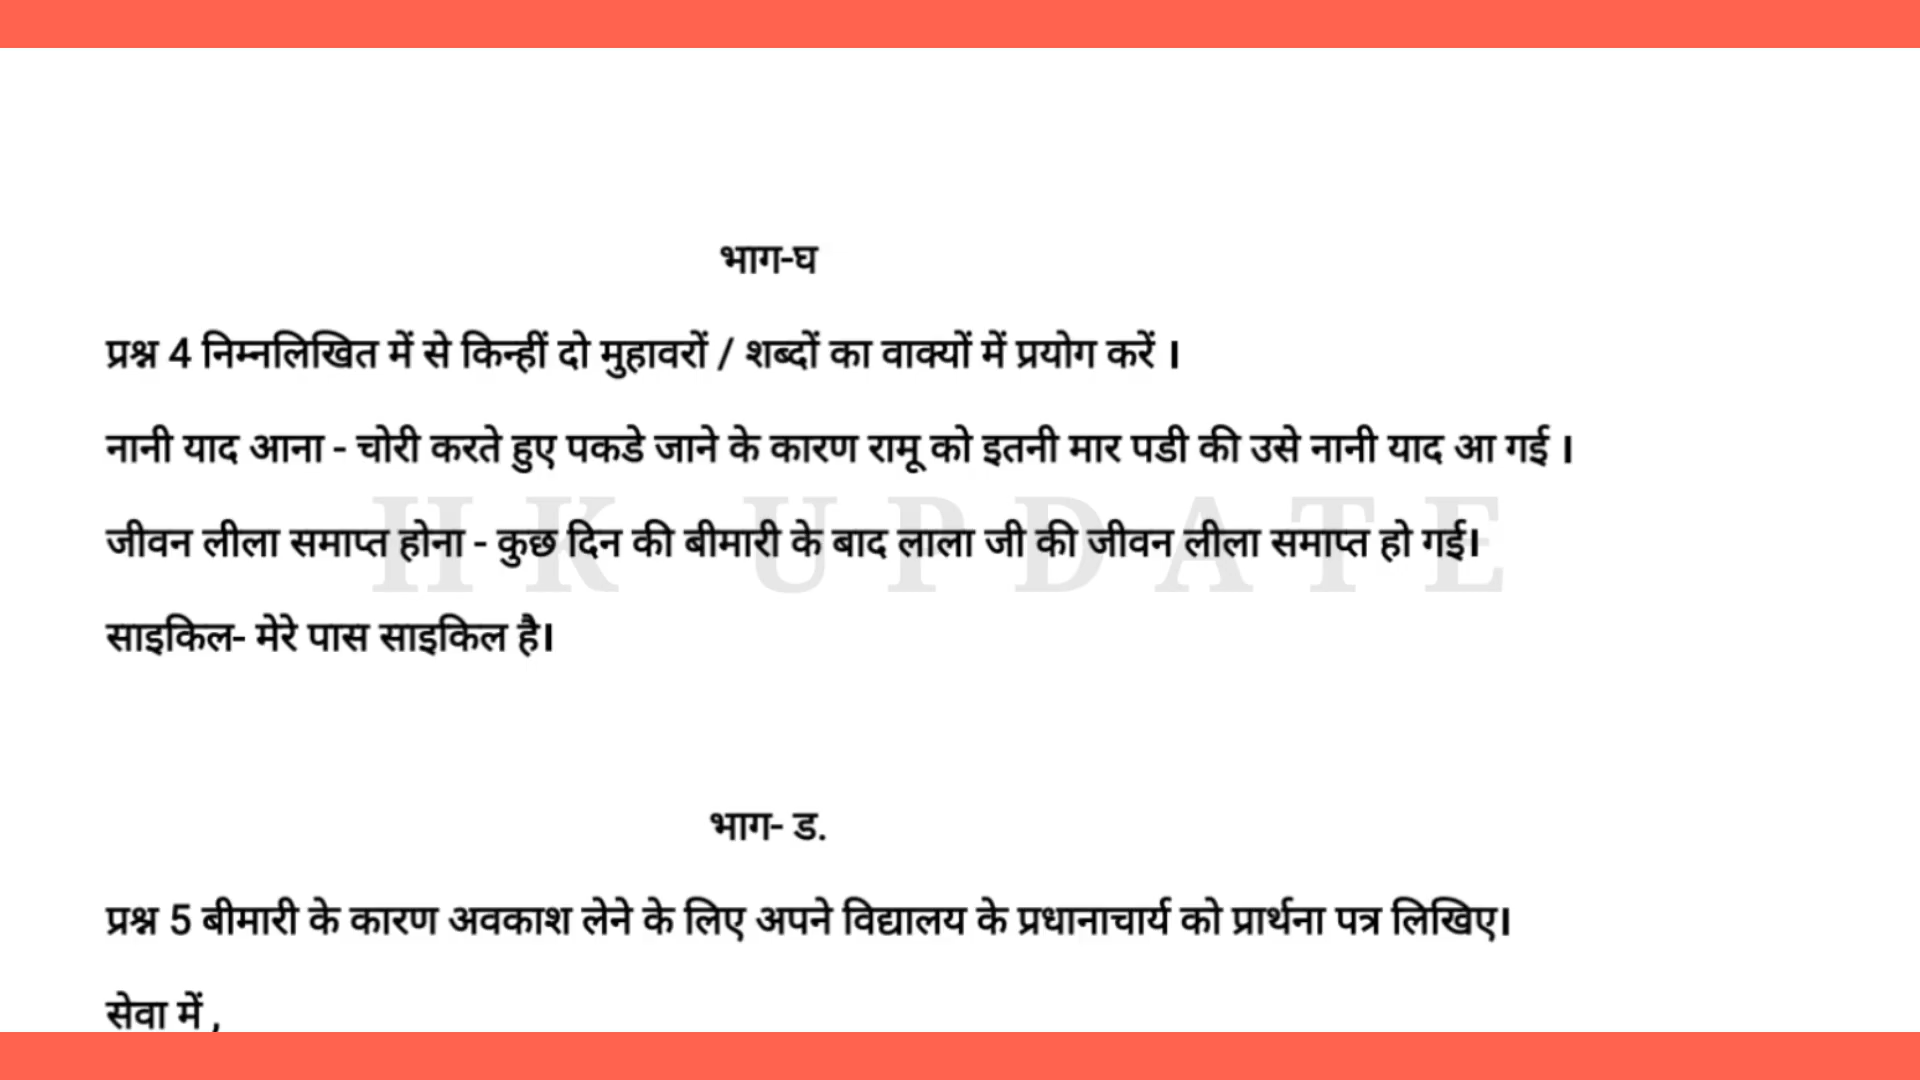 भाग-घ
प्रश्न 4 निम्नलिखित में से किन्हीं दो मुहावरों / शब्दों का वाक्यों में प्रयोग करें ।
नानी याद आना - चोरी करते हुए पकडे जाने के कारण रामू को इतनी मार पडी की उसे नानी याद आ गई ।
HK UPDATE
जीवन लीला समाप्त होना - कुछ दिन की बीमारी के बाद लाला जी की जीवन लीला समाप्त हो गई।
साइकिल- मेरे पास साइकिल है।
भाग- ड.
प्रश्न 5 बीमारी के कारण अवकाश लेने के लिए अपने विद्यालय के प्रधानाचार्य को प्रार्थना पत्र लिखिए।
सेवा में ,